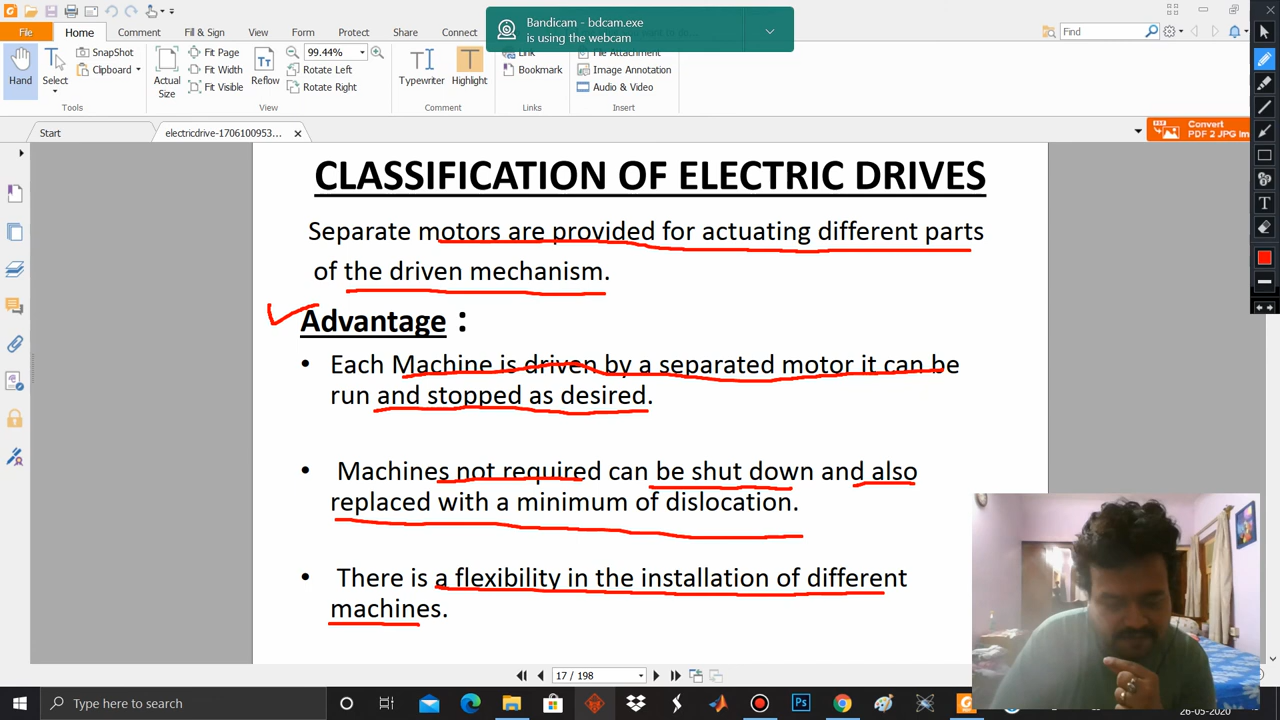 Bandicam - bdcam.exe
is using the webcam
File
Home
Comment
Fill & Sign
View
Form
Protect
Share
Connect
Find
Hand
Select
SnapShot
Clipboard
Actual
Size
Reflow
Fit Page
Fit Width
Fit Visible
99.44%
Rotate Left
Rotate Right
Typewriter
Highlight
Link
Bookmark
File Attachment
Image Annotation
Audio & Video
Tools
View
Comment
Links
Insert
Start
electricdrive-1706100953...
Convert
PDF 2 JPG Im
CLASSIFICATION OF ELECTRIC DRIVES
Separate motors are provided for actuating different parts
of the driven mechanism.
Advantage :
• Each Machine is driven by a separated motor it can be
run and stopped as desired.
• Machines not required can be shut down and also
replaced with a minimum of dislocation.
• There is a flexibility in the installation of different
machines.
17 / 198
Type here to search
26-05-2020